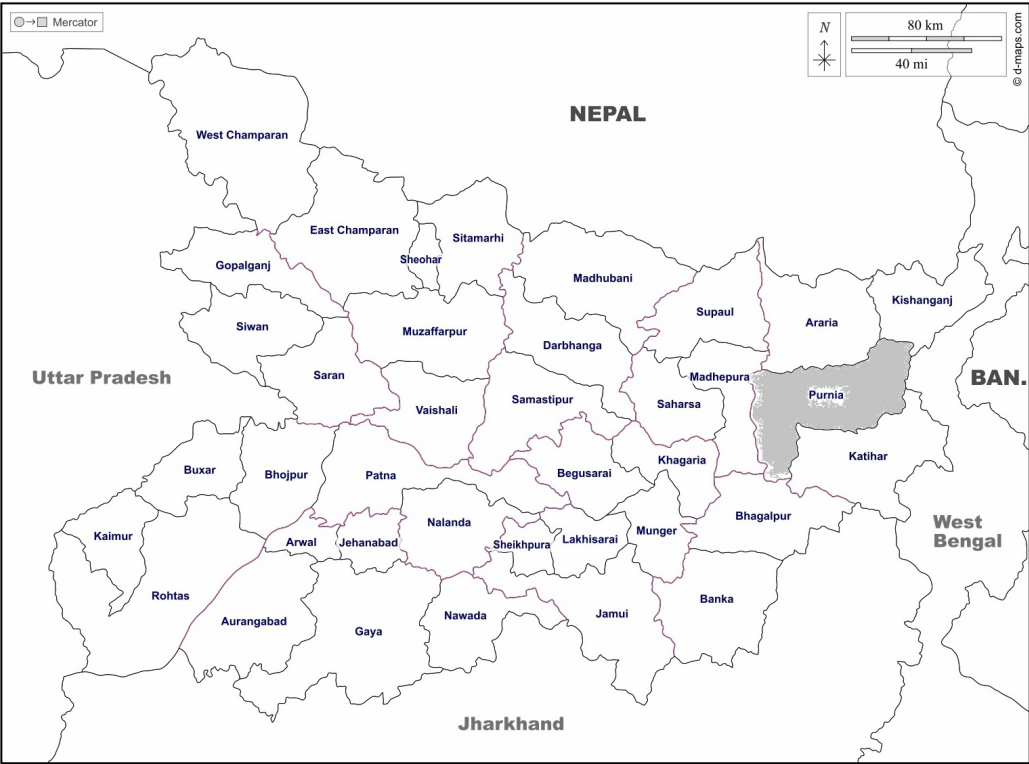 Mercator
N
80 km
40 mi
© d-maps.com
NEPAL
West Champaran
East Champaran
Sitamarhi
Sheohar
Gopalganj
Madhubani
Siwan
Muzaffarpur
Darbhanga
Supaul
Araria
Kishanganj
Uttar Pradesh
Saran
Vaishali
Samastipur
Madhepura
Saharsa
Purnia
BAN.
Buxar
Bhojpur
Patna
Begusarai
Khagaria
Katihar
Kaimur
Arwal
Jehanabad
Nalanda
Sheikhpura
Lakhisarai
Munger
Bhagalpur
West
Bengal
Rohtas
Aurangabad
Gaya
Nawada
Jamui
Banka
Jharkhand